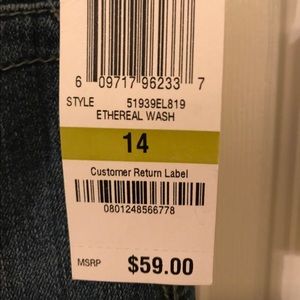 6 09717 96233 7
STYLE 51939EL819
ETHEREAL WASH
14
Customer Return Label
0801248566778
MSRP $59.00